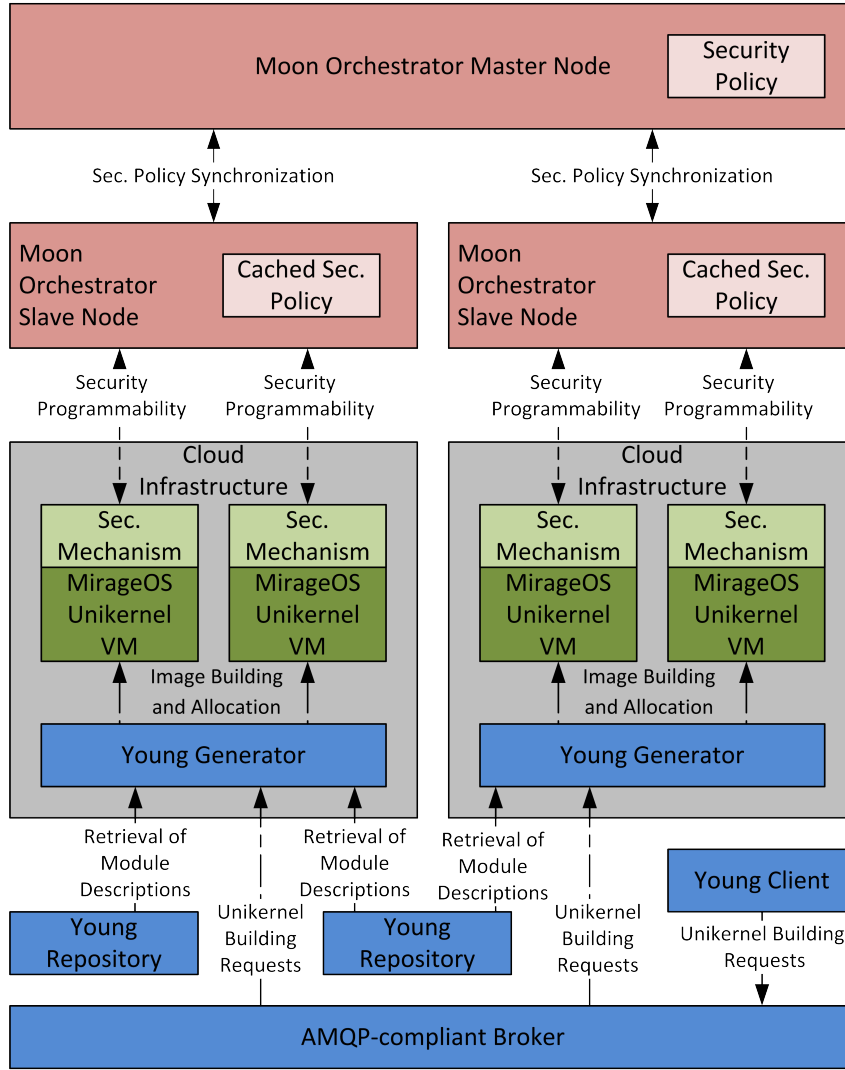 Moon Orchestrator Master Node
Security
Policy
Sec. Policy Synchronization
Sec. Policy Synchronization
Moon
Orchestrator
Slave Node
Cached Sec.
Policy
Moon
Orchestrator
Slave Node
Cached Sec.
Policy
Security
Programmability
Security
Programmability
Security
Programmability
Security
Programmability
Cloud
Infrastructure
Sec.
Mechanism
MirageOS
Unikernel
VM
Sec.
Mechanism
MirageOS
Unikernel
VM
Image Building
and Allocation
Young Generator
Cloud
Infrastructure
Sec.
Mechanism
MirageOS
Unikernel
VM
Sec.
Mechanism
MirageOS
Unikernel
VM
Image Building
and Allocation
Young Generator
Retrieval of
Module
Descriptions
Retrieval of
Module
Descriptions
Retrieval of
Module
Descriptions
Young Client
Young
Repository
Unikernel
Building
Requests
Young
Repository
Unikernel
Building
Requests
Unikernel Building
Requests
AMQP-compliant Broker